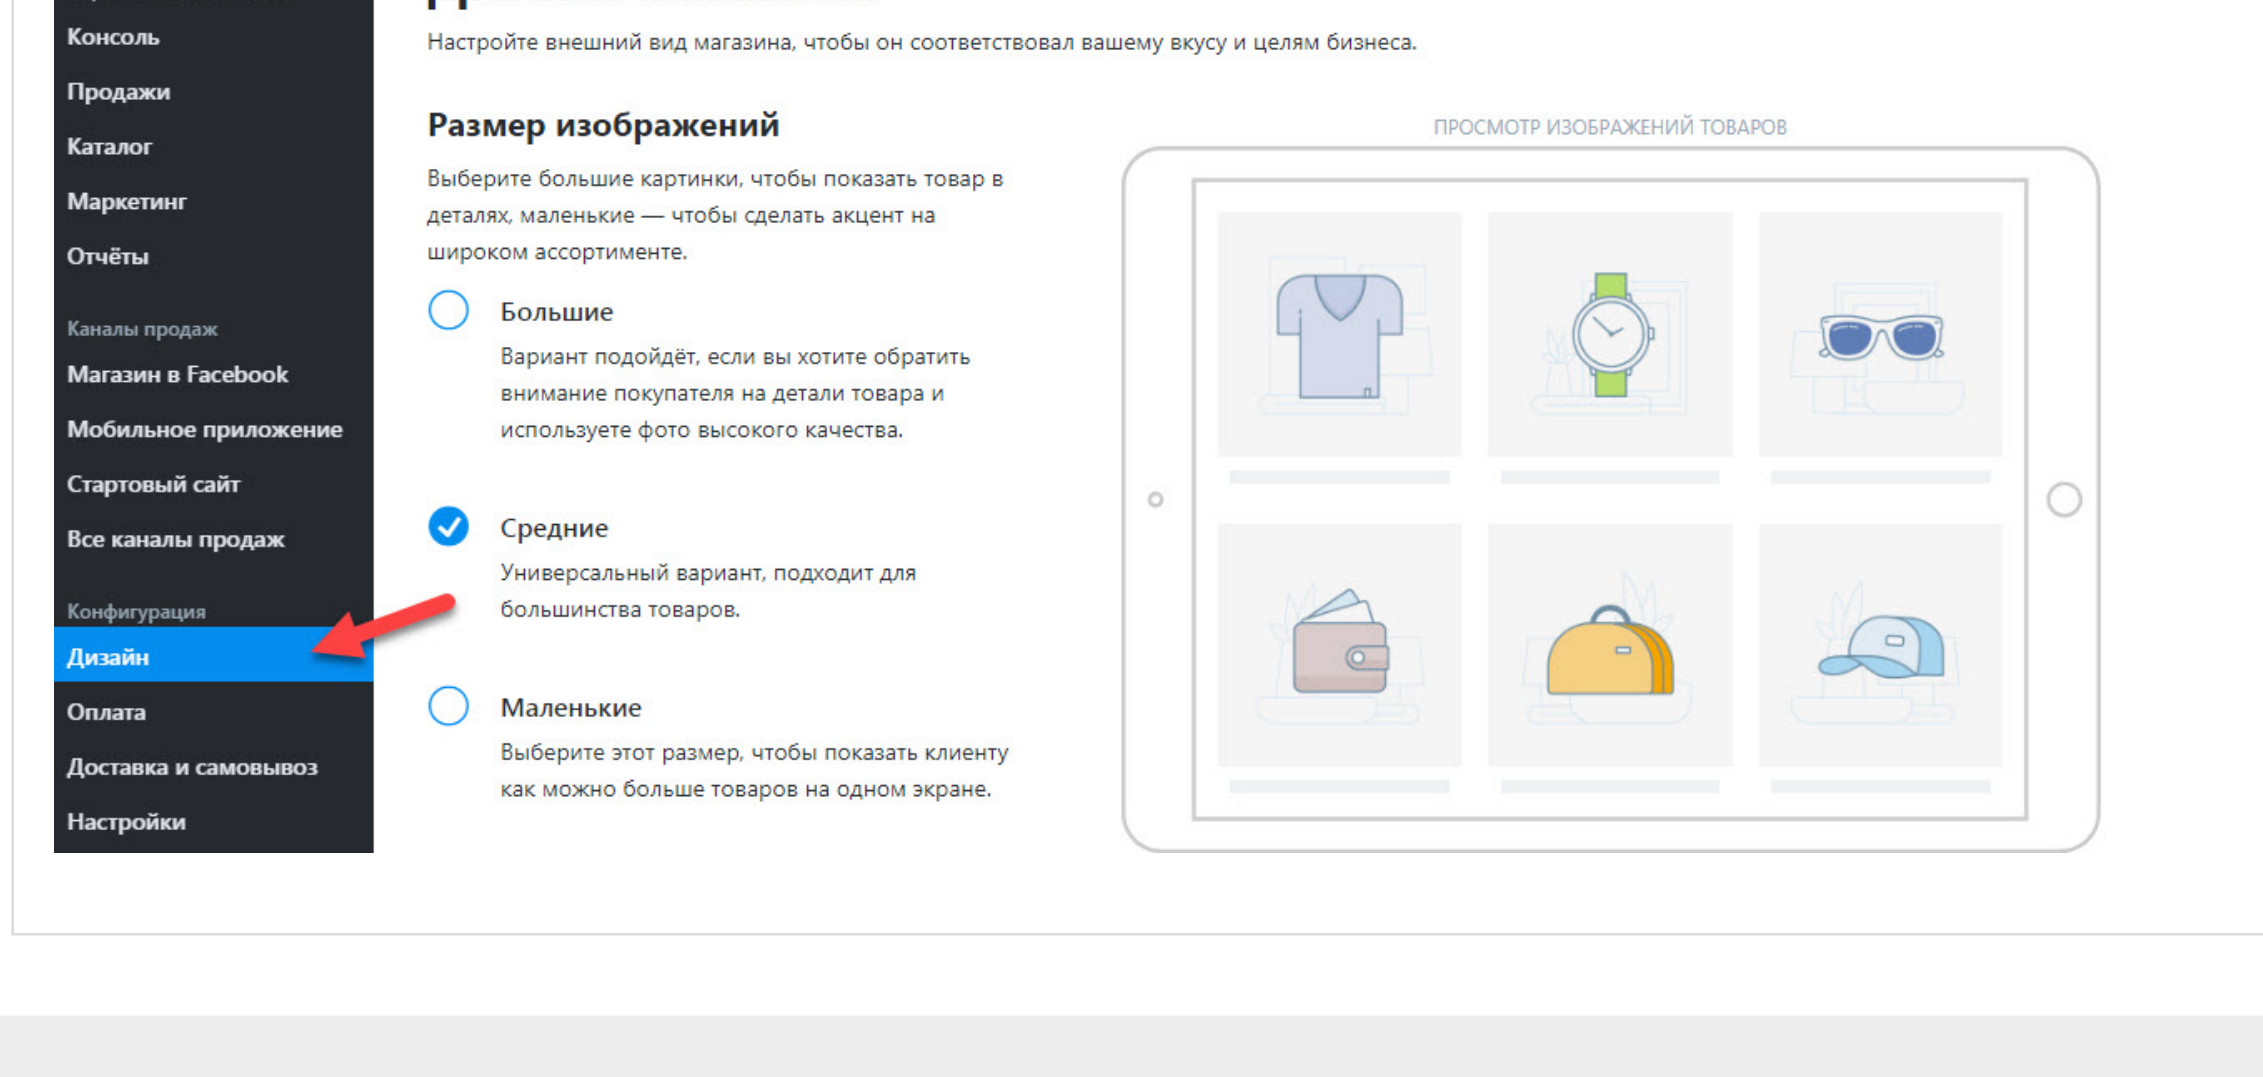 Консоль
Продажи
Каталог
Маркетинг
Отчёты
Каналы продаж
Магазин в Facebook
Мобильное приложение
Стартовый сайт
Все каналы продаж
Конфигурация
Дизайн
Оплата
Доставка и самовывоз
Настройки
Настройте внешний вид магазина, чтобы он соответствовал вашему вкусу и целям бизнеса.
Размер изображений
Выберите большие картинки, чтобы показать товар в
деталях, маленькие — чтобы сделать акцент на
широком ассортименте.
Большие
Вариант подойдёт, если вы хотите обратить
внимание покупателя на детали товара и
используете фото высокого качества.
Средние
Универсальный вариант, подходит для
большинства товаров.
Маленькие
Выберите этот размер, чтобы показать клиенту
как можно больше товаров на одном экране.
ПРОСМОТР ИЗОБРАЖЕНИЙ ТОВАРОВ